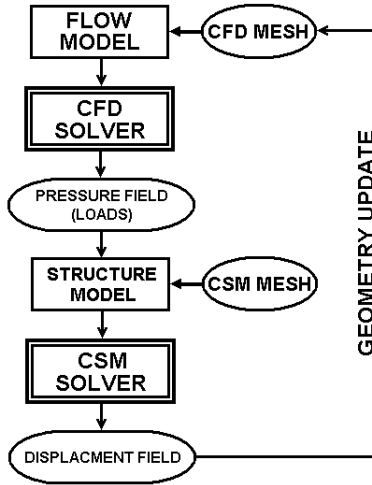 FLOW
MODEL
CFD MESH
CFD
SOLVER
PRESSURE FIELD
(LOADS)
STRUCTURE
MODEL
CSM MESH
CSM
SOLVER
DISPLACMENT FIELD
GEOMETRY UPDATE